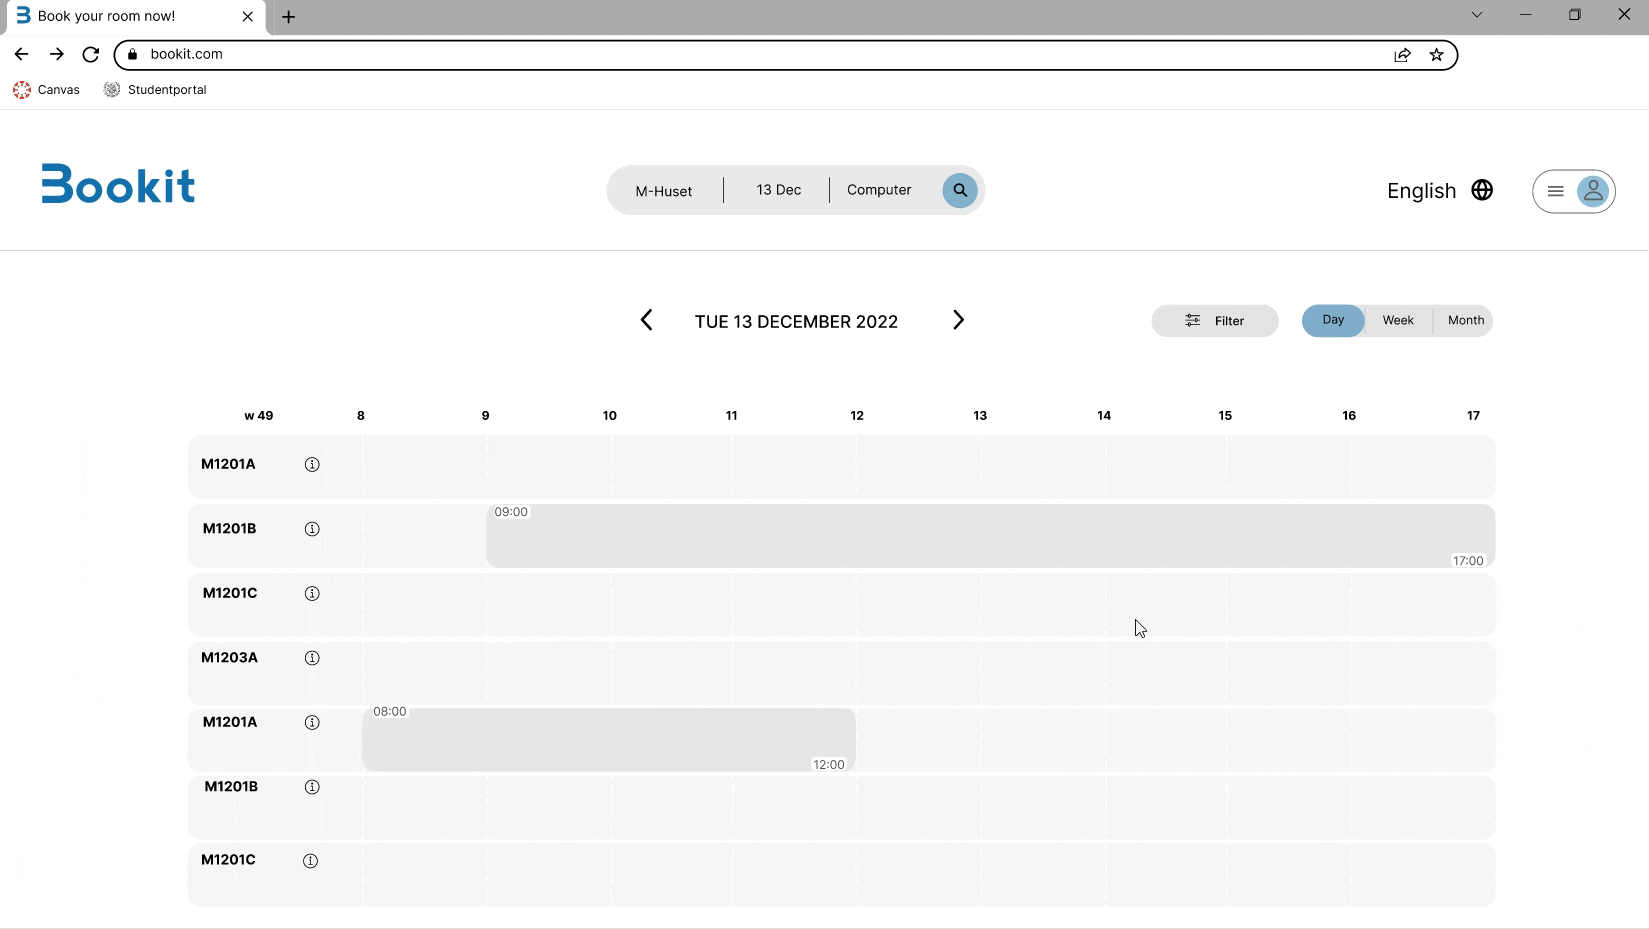 Book your room now!
bookit.com
Canvas Studentportal
Bookit
M-Huset 13 Dec Computer
English
TUE 13 DECEMBER 2022
Filter
Day Week Month
w 49 8 9 10 11 12 13 14 15 16 17
M1201A
09:00
M1201B
17:00
M1201C
M1203A
08:00
M1201A
12:00
M1201B
M1201C